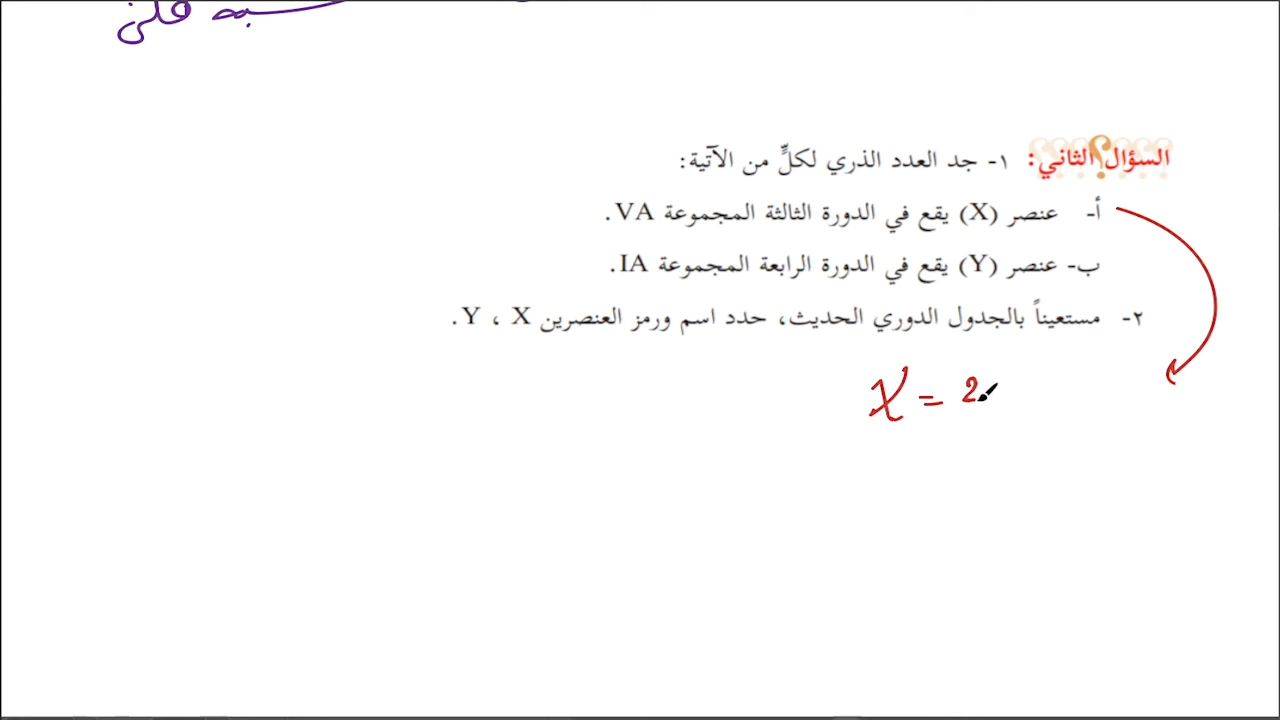 السؤال الثاني: ١- جد العدد الذري لكلٍّ من الآتية:
أ- عنصر (X) يقع في الدورة الثالثة المجموعة VA.
ب- عنصر (Y) يقع في الدورة الرابعة المجموعة IA.
٢- مستعيناً بالجدول الدوري الحديث، حدد اسم ورمز العنصرين X ، Y.
X = 2